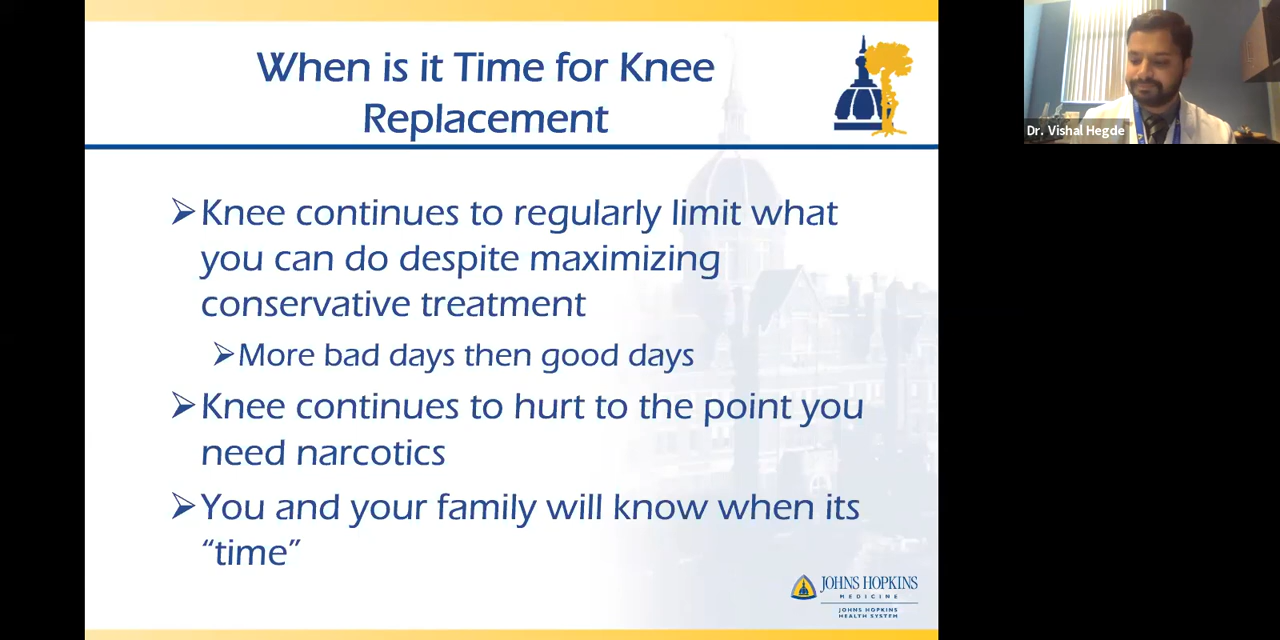 When is it Time for Knee
Replacement
Dr. Vishal Hegde
➢Knee continues to regularly limit what
you can do despite maximizing
conservative treatment
➢More bad days then good days
➢Knee continues to hurt to the point you
need narcotics
➢You and your family will know when its
“time”
JOHNS HOPKINS
MEDICINE
JOHNS HOPKINS
HEALTH SYSTEM